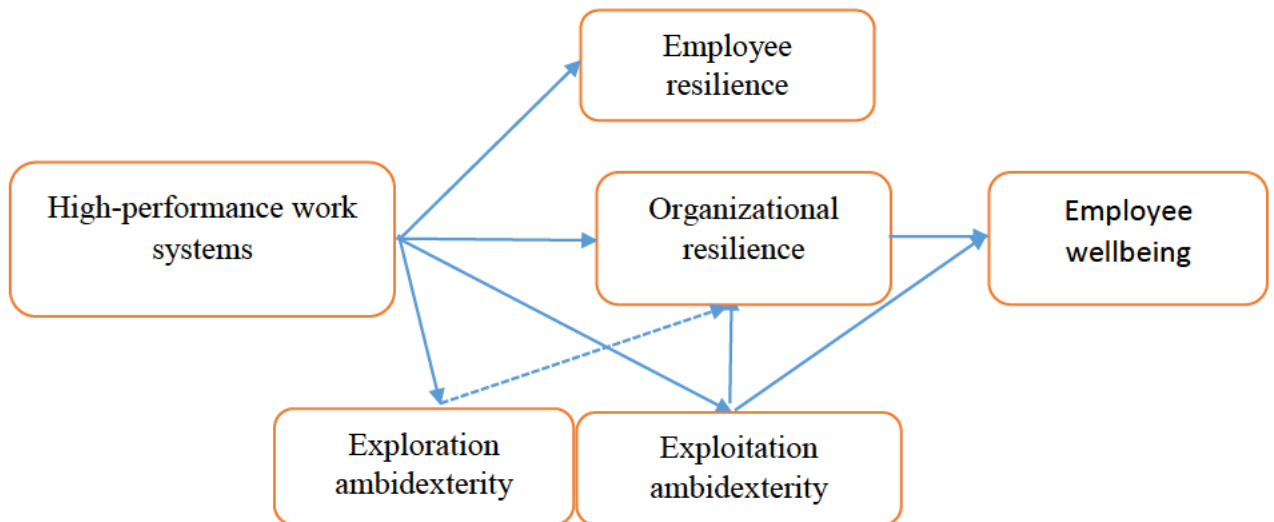 Employee
resilience
High-performance work
systems
Organizational
resilience
Employee
wellbeing
Exploration
ambidexterity
Exploitation
ambidexterity